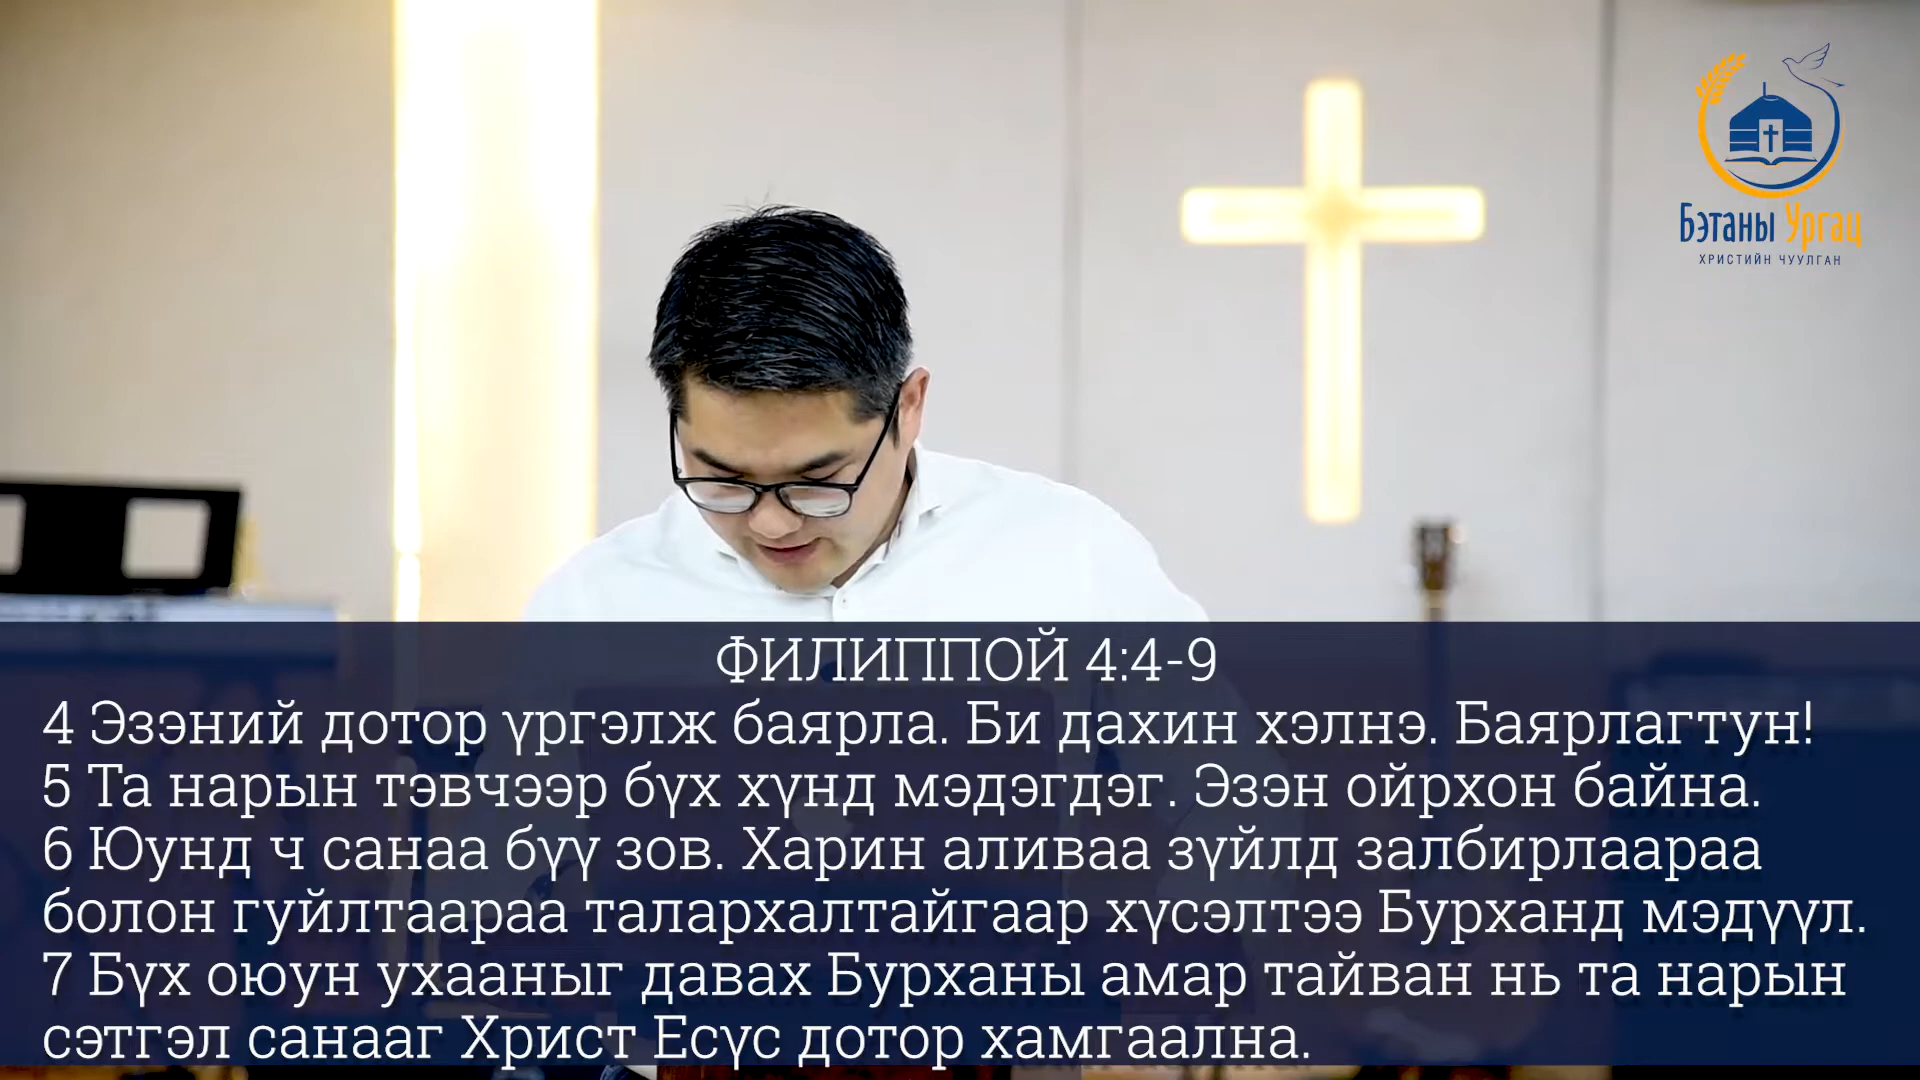 Бэтаны Ургац
ХРИСТИЙН ЧУУЛГАН
ФИЛИППОЙ 4:4-9
4 Эзэний дотор үргэлж баярла. Би дахин хэлнэ. Баярлагтун!
5 Та нарын тэвчээр бүх хүнд мэдэгдэг. Эзэн ойрхон байна.
6 Юунд ч санаа бүү зов. Харин аливаа зүйлд залбирлаараа
болон гуйлтаараа талархалтайгаар хүсэлтээ Бурханд мэдүүл.
7 Бүх оюун ухааныг давах Бурханы амар тайван нь та нарын
сэтгэл санааг Христ Есүс дотор хамгаална.